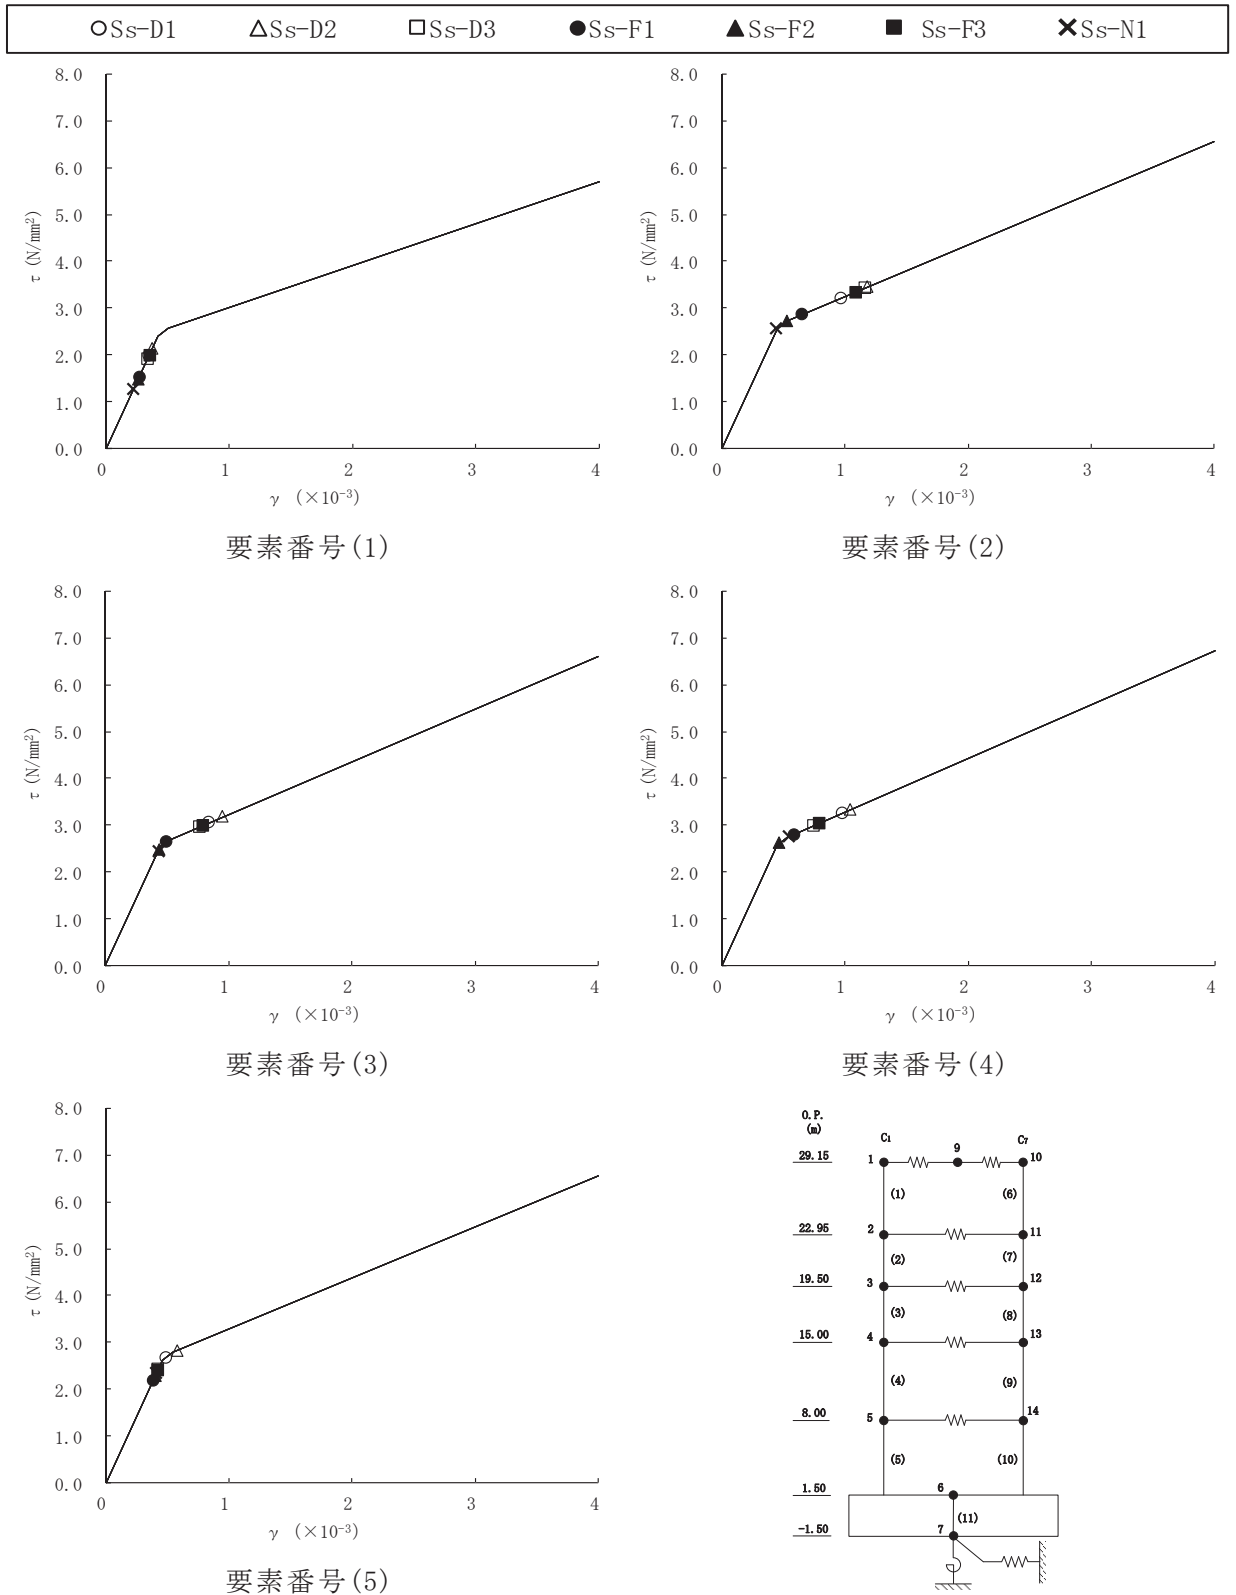 ○Ss-D1 △Ss-D2 □Ss-D3 ●Ss-F1 ▲Ss-F2 ■ Ss-F3 ×Ss-N1
8.0
7.0
6.0
5.0
4.0
3.0
2.0
1.0
0.0
τ (N/mm²)
0 1 2 3 4
γ (×10⁻³)
要素番号(1)
8.0
7.0
6.0
5.0
4.0
3.0
2.0
1.0
0.0
τ (N/mm²)
0 1 2 3 4
γ (×10⁻³)
要素番号(2)
8.0
7.0
6.0
5.0
4.0
3.0
2.0
1.0
0.0
τ (N/mm²)
0 1 2 3 4
γ (×10⁻³)
要素番号(3)
8.0
7.0
6.0
5.0
4.0
3.0
2.0
1.0
0.0
τ (N/mm²)
0 1 2 3 4
γ (×10⁻³)
要素番号(4)
8.0
7.0
6.0
5.0
4.0
3.0
2.0
1.0
0.0
τ (N/mm²)
0 1 2 3 4
γ (×10⁻³)
要素番号(5)
O.P.
(m)
C₁ C₇
29.15 1 9 10
(1) (6)
22.95 2 11
(2) (7)
19.50 3 12
(3) (8)
15.00 4 13
(4) (9)
8.00 5 14
(5) (10)
1.50 6
(11)
-1.50 7